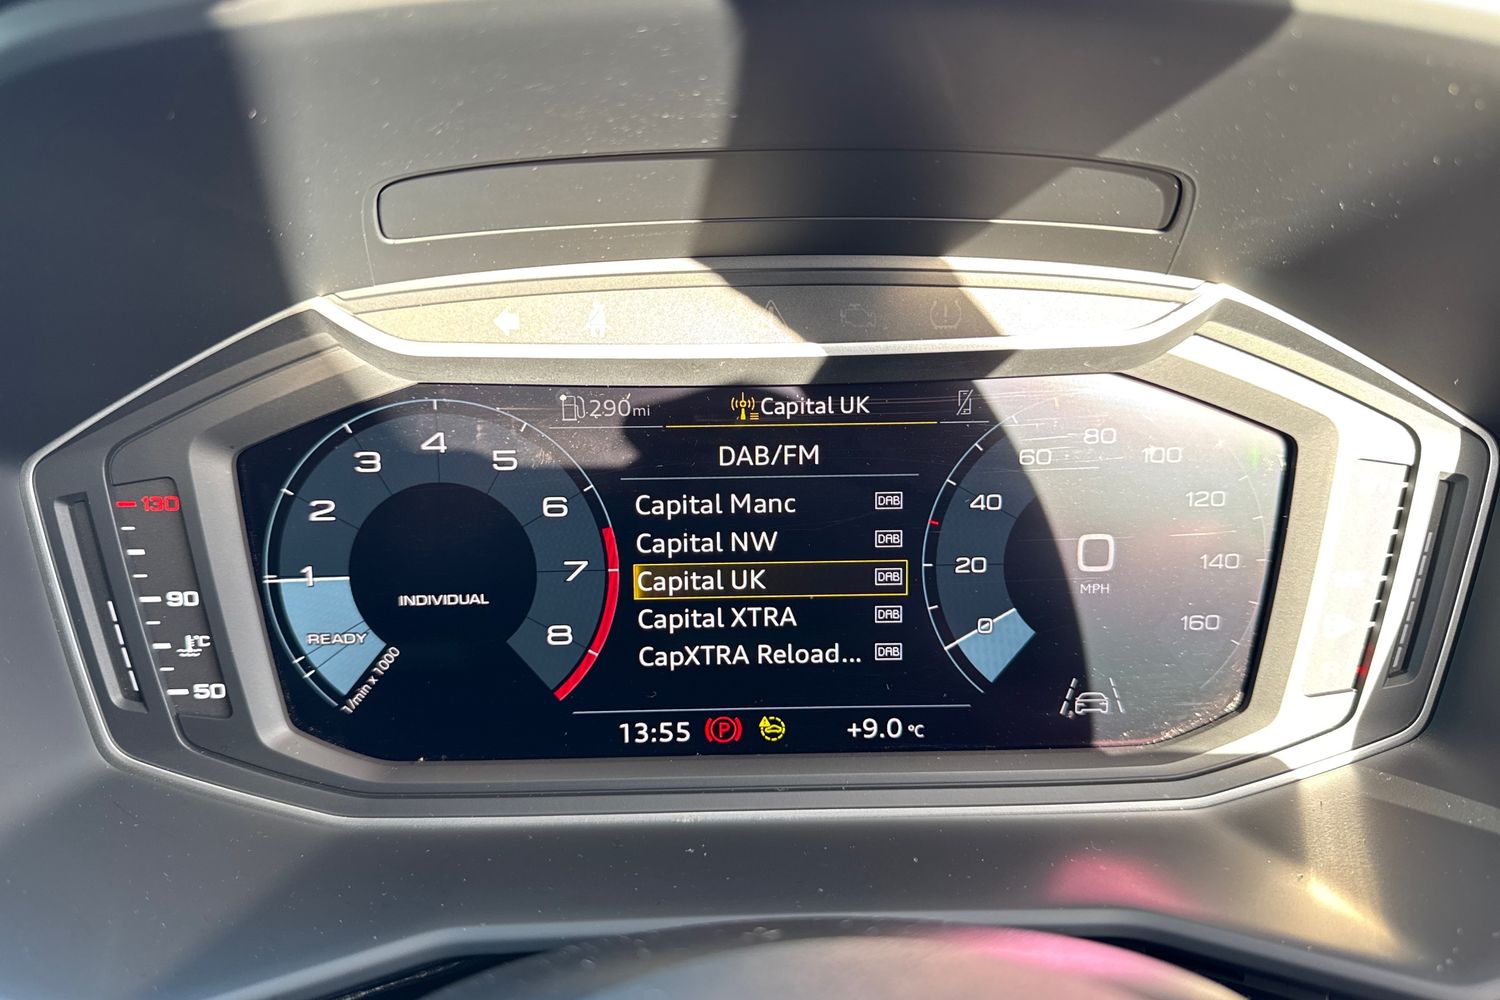 290mi
Capital UK
DAB/FM
Capital Manc DAB
Capital NW DAB
Capital UK DAB
Capital XTRA DAB
CapXTRA Reload... DAB
13:55 P +9.0 °C
1 2 3 4 5 6 7 8
INDIVIDUAL
READY
1/min x 1000
130
90
°C
50
0 20 40 60 80 100 120 140 160
0
MPH